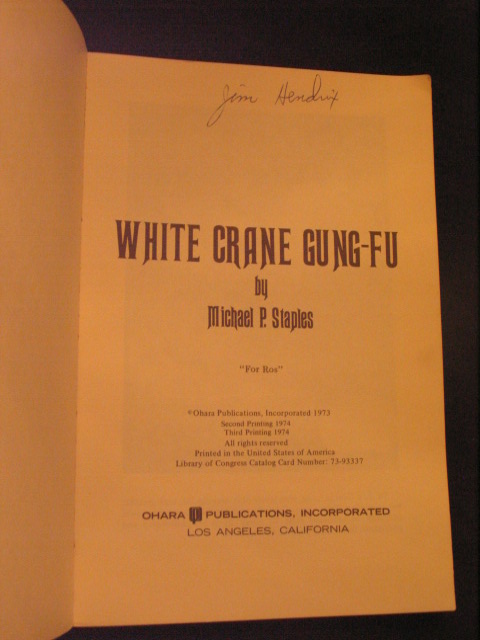 Jim Hendrix
WHITE CRANE GUNG-FU
by
Michael P. Staples
"For Ros"
©Ohara Publications, Incorporated 1973
Second Printing 1974
Third Printing 1974
All rights reserved
Printed in the United States of America
Library of Congress Catalog Card Number: 73-93337
OHARA PUBLICATIONS, INCORPORATED
LOS ANGELES, CALIFORNIA